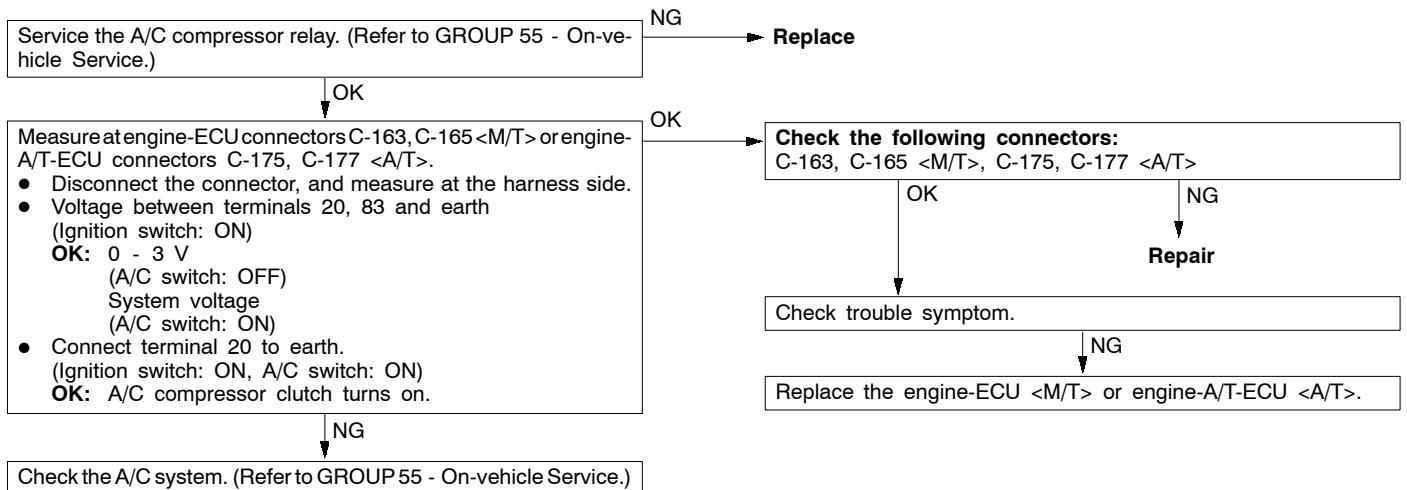 Service the A/C compressor relay. (Refer to GROUP 55 - On-ve-
hicle Service.)
NG
Replace
OK
Measure at engine-ECU connectors C-163, C-165 <M/T> or engine-
A/T-ECU connectors C-175, C-177 <A/T>.
● Disconnect the connector, and measure at the harness side.
● Voltage between terminals 20, 83 and earth
(Ignition switch: ON)
OK: 0 - 3 V
(A/C switch: OFF)
System voltage
(A/C switch: ON)
● Connect terminal 20 to earth.
(Ignition switch: ON, A/C switch: ON)
OK: A/C compressor clutch turns on.
OK
Check the following connectors:
C-163, C-165 <M/T>, C-175, C-177 <A/T>
OK
NG
Repair
Check trouble symptom.
NG
Replace the engine-ECU <M/T> or engine-A/T-ECU <A/T>.
NG
Check the A/C system. (Refer to GROUP 55 - On-vehicle Service.)